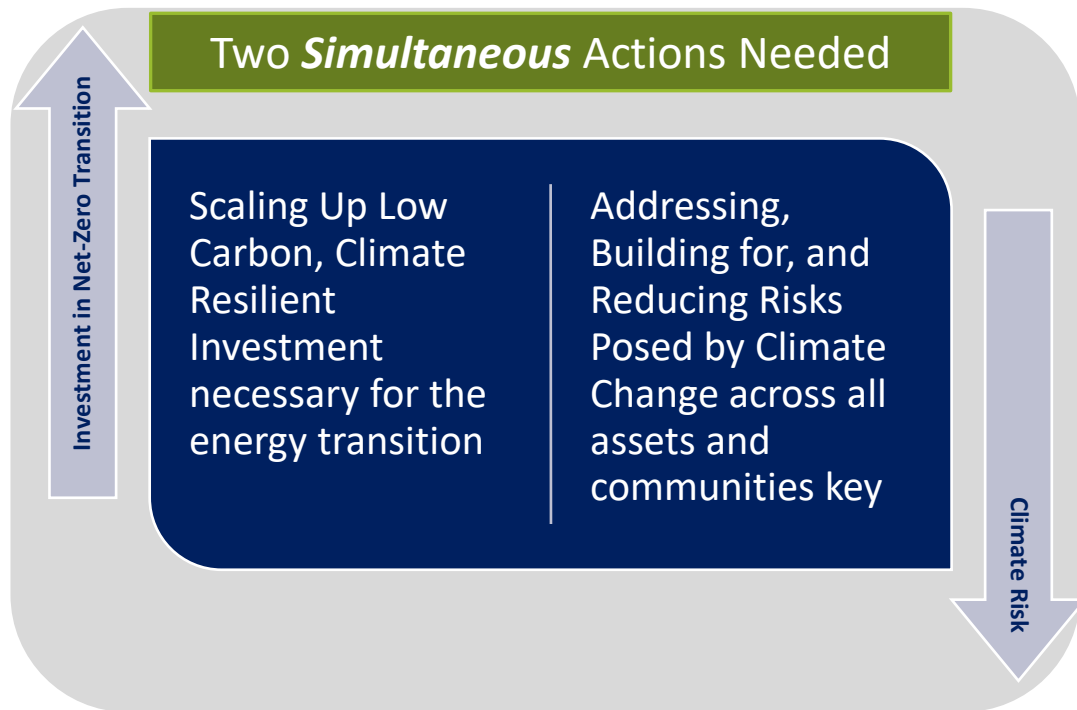 Two Simultaneous Actions Needed
Investment in Net-Zero Transition
Scaling Up Low
Carbon, Climate
Resilient
Investment
necessary for the
energy transition
Addressing,
Building for, and
Reducing Risks
Posed by Climate
Change across all
assets and
communities key
Climate Risk